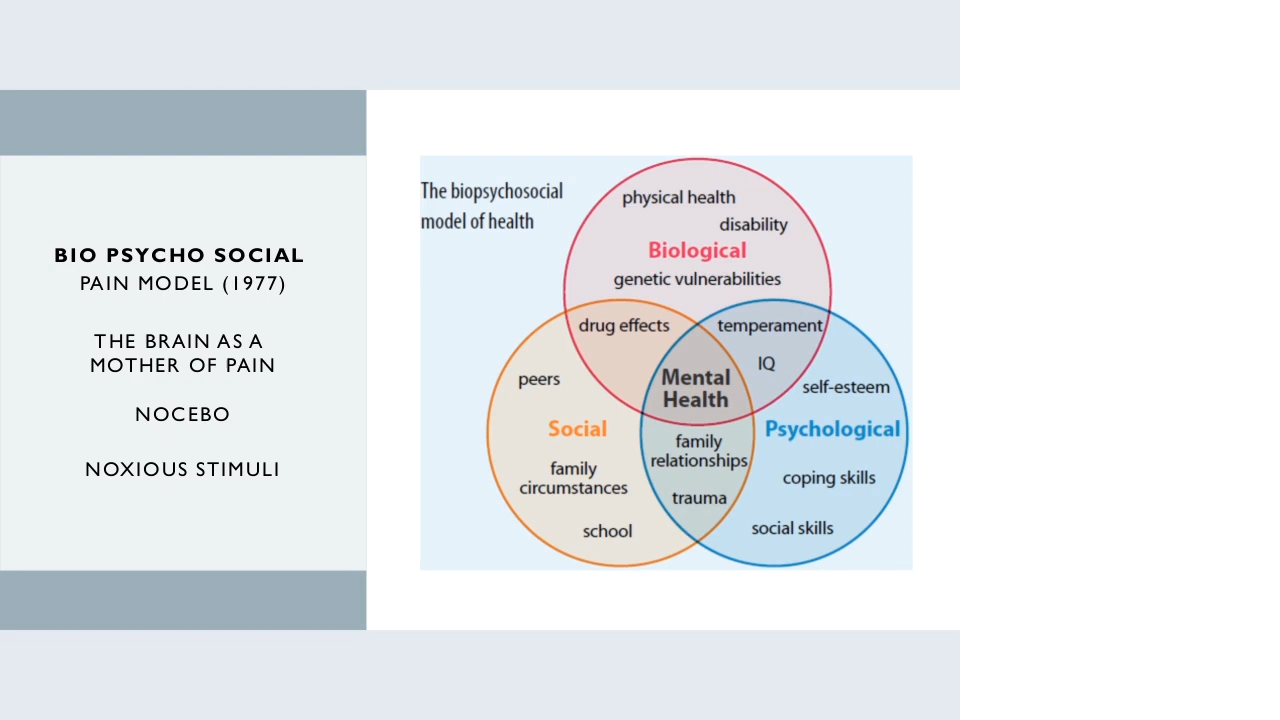 BIO PSYCHO SOCIAL
PAIN MODEL (1977)
THE BRAIN AS A
MOTHER OF PAIN
NOCEBO
NOXIOUS STIMULI
The biopsychosocial
model of health
physical health
disability
Biological
genetic vulnerabilities
drug effects
temperament
IQ
peers
Mental
Health
self-esteem
Social
Psychological
family
relationships
family
circumstances
coping skills
trauma
school
social skills